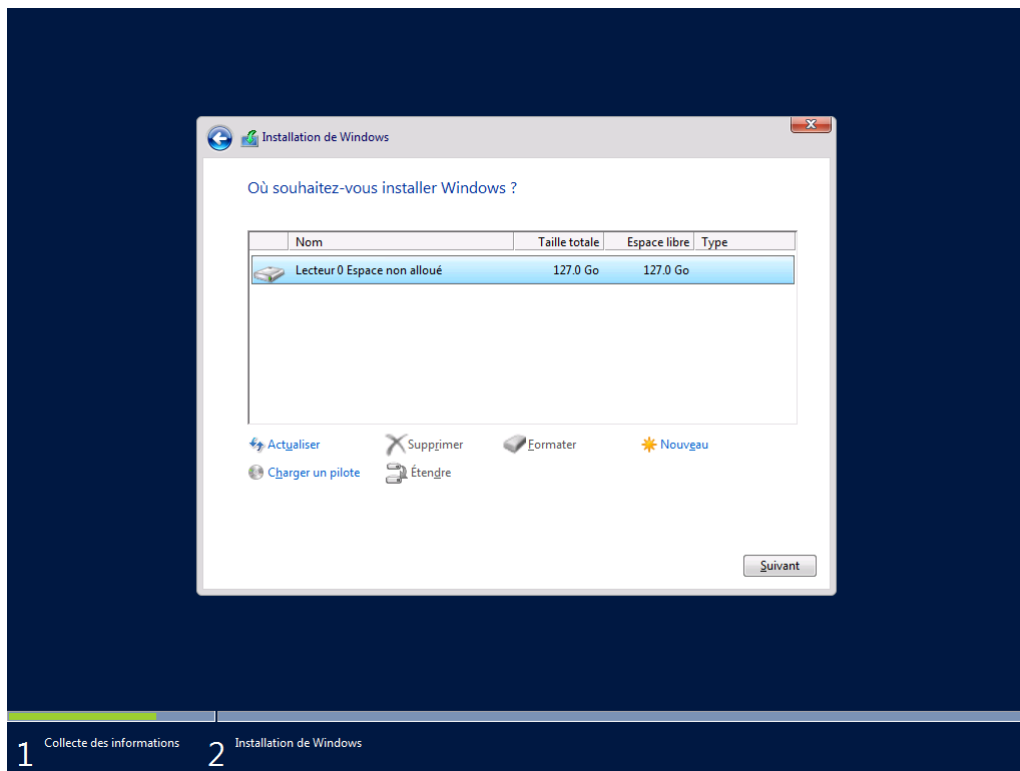 Installation de Windows
Où souhaitez-vous installer Windows ?
Nom Taille totale Espace libre Type
Lecteur 0 Espace non alloué 127.0 Go 127.0 Go
Actualiser Supprimer Formater Nouveau
Charger un pilote Étendre
Suivant
1 Collecte des informations 2 Installation de Windows